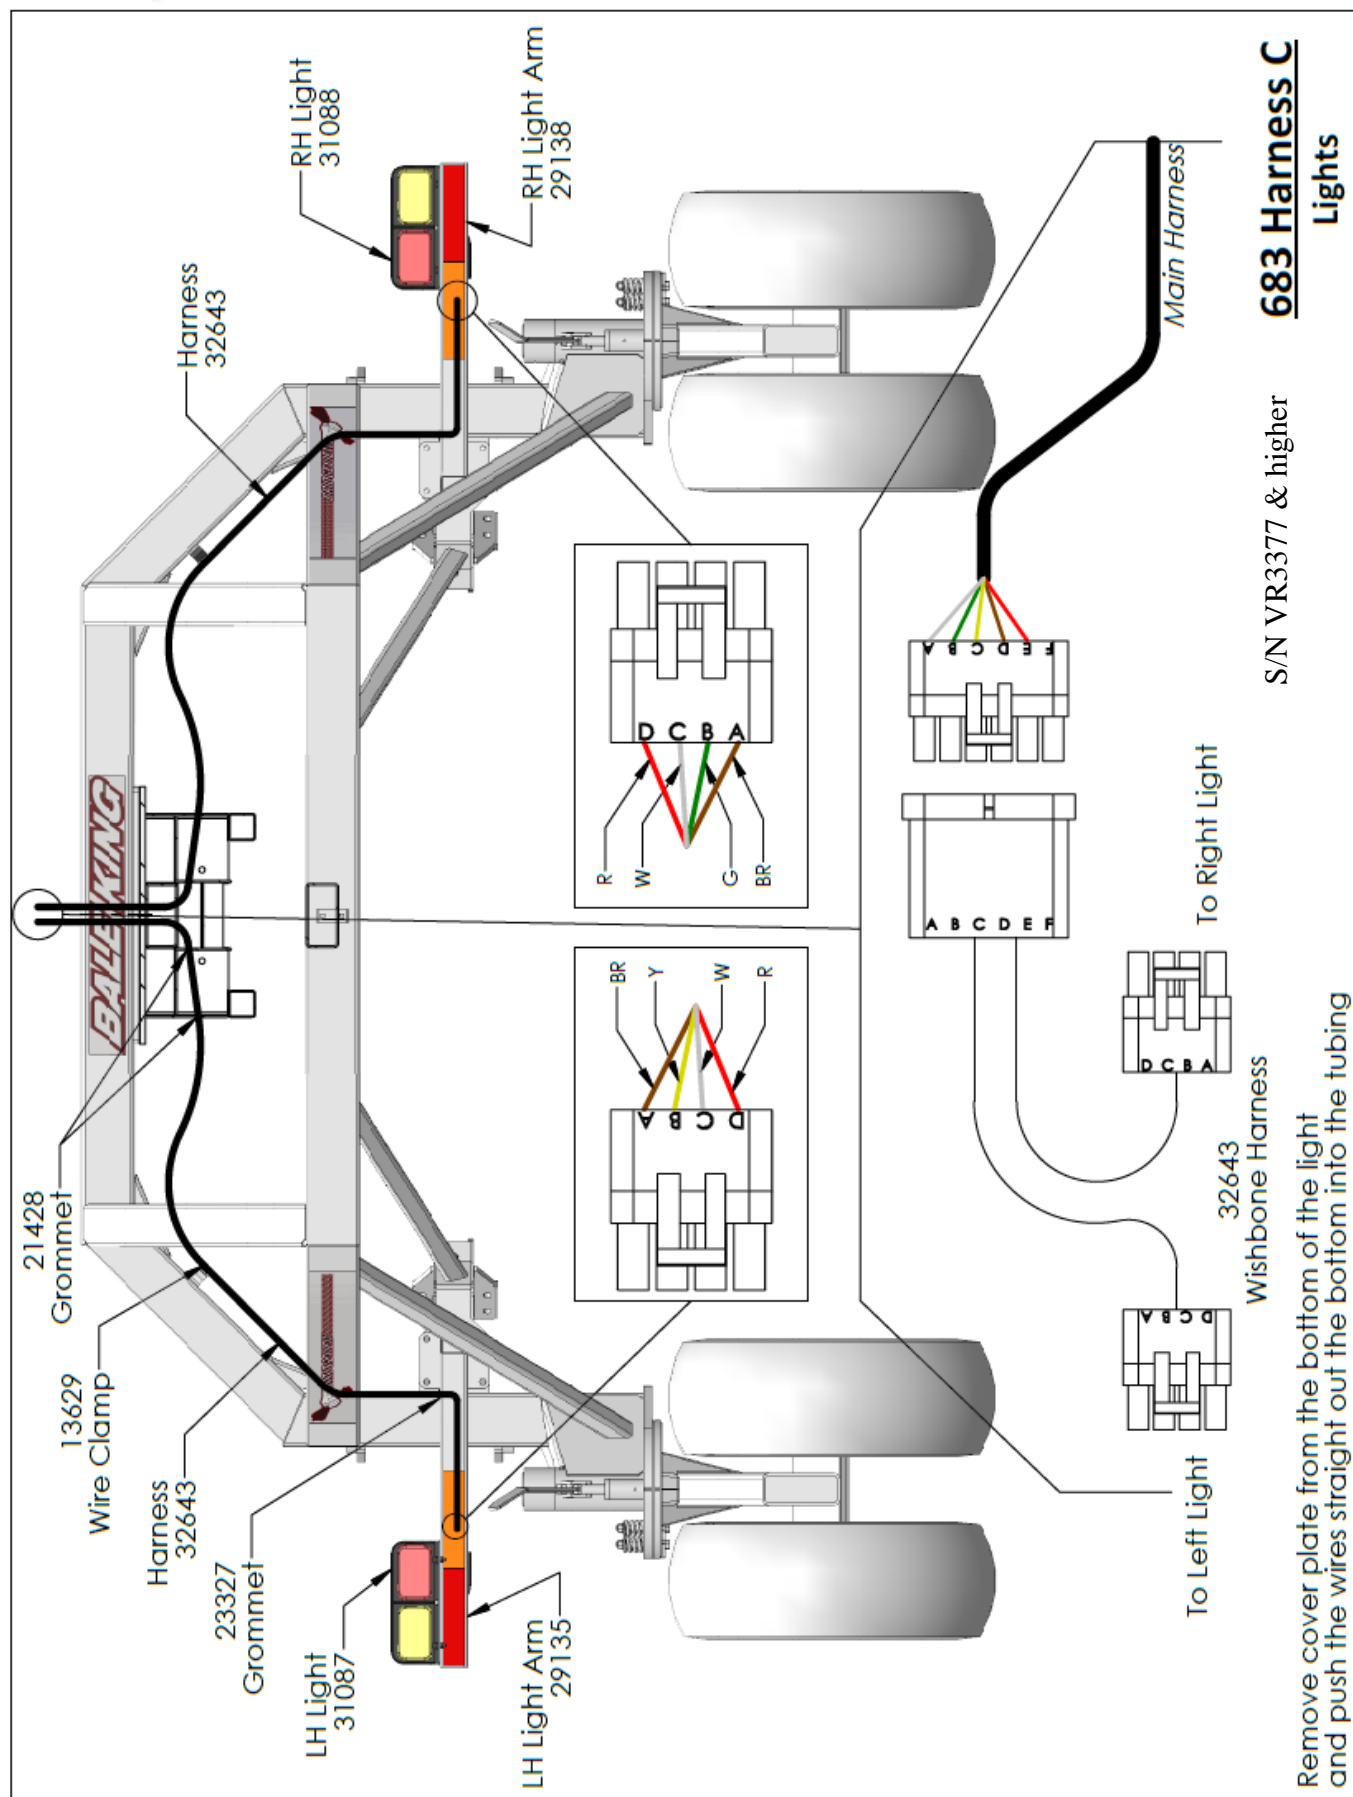 21428
Grommet
13629
Wire Clamp
Harness
32643
23327
Grommet
LH Light
31087
LH Light Arm
29135
BALE KING
Harness
32643
RH Light
31088
RH Light Arm
29138
BR
Y
W
R
A
B
C
D
R
W
G
BR
D
C
B
A
To Left Light
A
B
C
D
32643
Wishbone Harness
To Right Light
D
C
B
A
A
B
C
D
E
F
A
B
C
D
E
F
Main Harness
S/N VR3377 & higher
683 Harness C
Lights
Remove cover plate from the bottom of the light
and push the wires straight out the bottom into the tubing